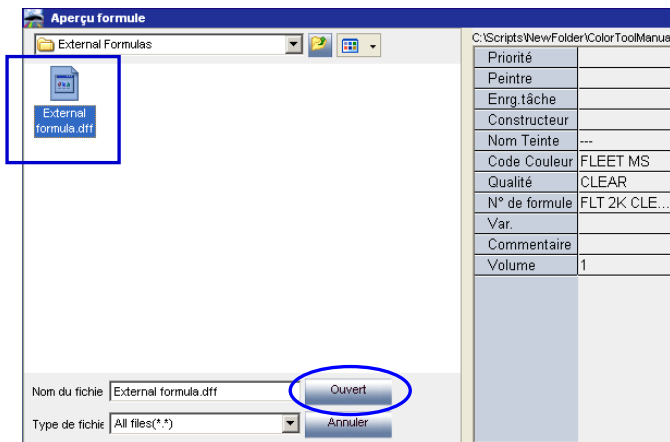 Aperçu formule
External Formulas
External
formula.dff
Nom du fichie External formula.dff
Ouvert
Type de fichie All files(*.*)
Annuler
C:\Scripts\NewFolder\ColorToolManua
Priorité
Peintre
Enrg.tâche
Constructeur
Nom Teinte ---
Code Couleur FLEET MS
Qualité CLEAR
N° de formule FLT 2K CLE...
Var.
Commentaire
Volume 1